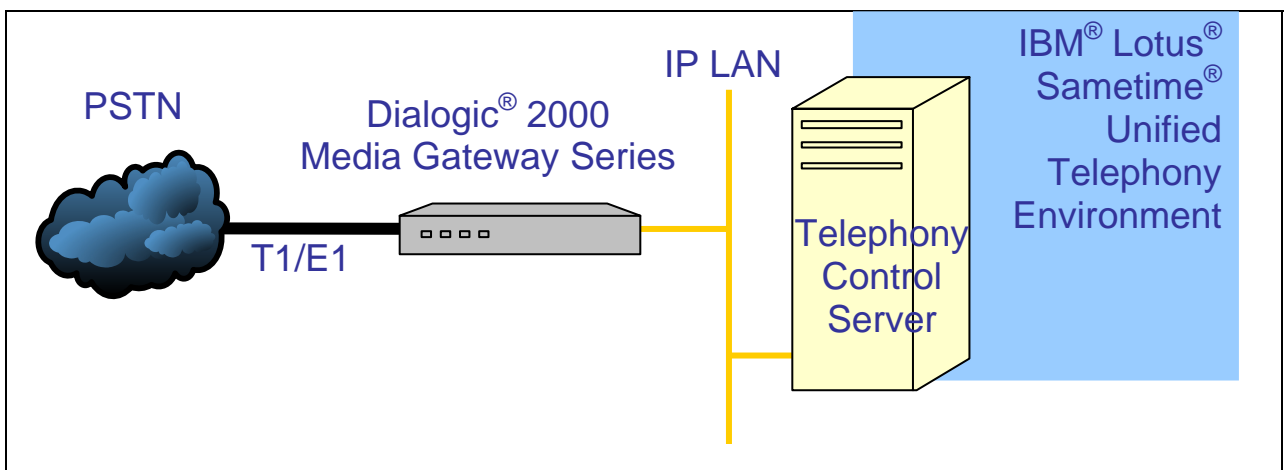 PSTN
Dialogic® 2000
Media Gateway Series
T1/E1
IP LAN
Telephony
Control
Server
IBM® Lotus®
Sametime®
Unified
Telephony
Environment